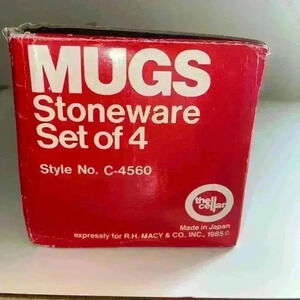 MUGS
Stoneware
Set of 4
Style No. C-4560
the
cellar
Made in Japan
expressly for R.H. MACY & CO. INC., 1985©